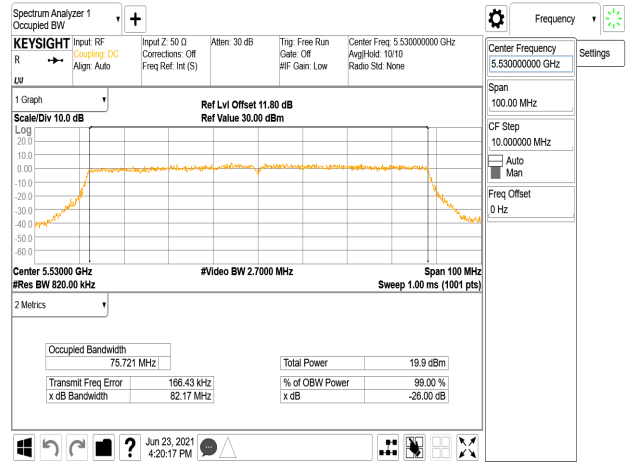 Spectrum Analyzer 1
Occupied BW
Frequency
KEYSIGHT
R
LXI
Input: RF
Coupling: DC
Align: Auto
Input Z: 50 Ω
Corrections: Off
Freq Ref: Int (S)
Atten: 30 dB
Trig: Free Run
Gate: Off
#IF Gain: Low
Center Freq: 5.530000000 GHz
Avg|Hold: 10/10
Radio Std: None
Center Frequency
5.530000000 GHz
Settings
Span
100.00 MHz
CF Step
10.000000 MHz
Auto
Man
Freq Offset
0 Hz
1 Graph
Scale/Div 10.0 dB
Ref Lvl Offset 11.80 dB
Ref Value 30.00 dBm
Log
20.0
10.0
0.00
-10.0
-20.0
-30.0
-40.0
-50.0
-60.0
Center 5.53000 GHz
#Video BW 2.7000 MHz
Span 100 MHz
#Res BW 820.00 kHz
Sweep 1.00 ms (1001 pts)
2 Metrics
Occupied Bandwidth
75.721 MHz
Total Power 19.9 dBm
Transmit Freq Error 166.43 kHz
% of OBW Power 99.00 %
x dB Bandwidth 82.17 MHz
x dB -26.00 dB
?
Jun 23, 2021
4:20:17 PM